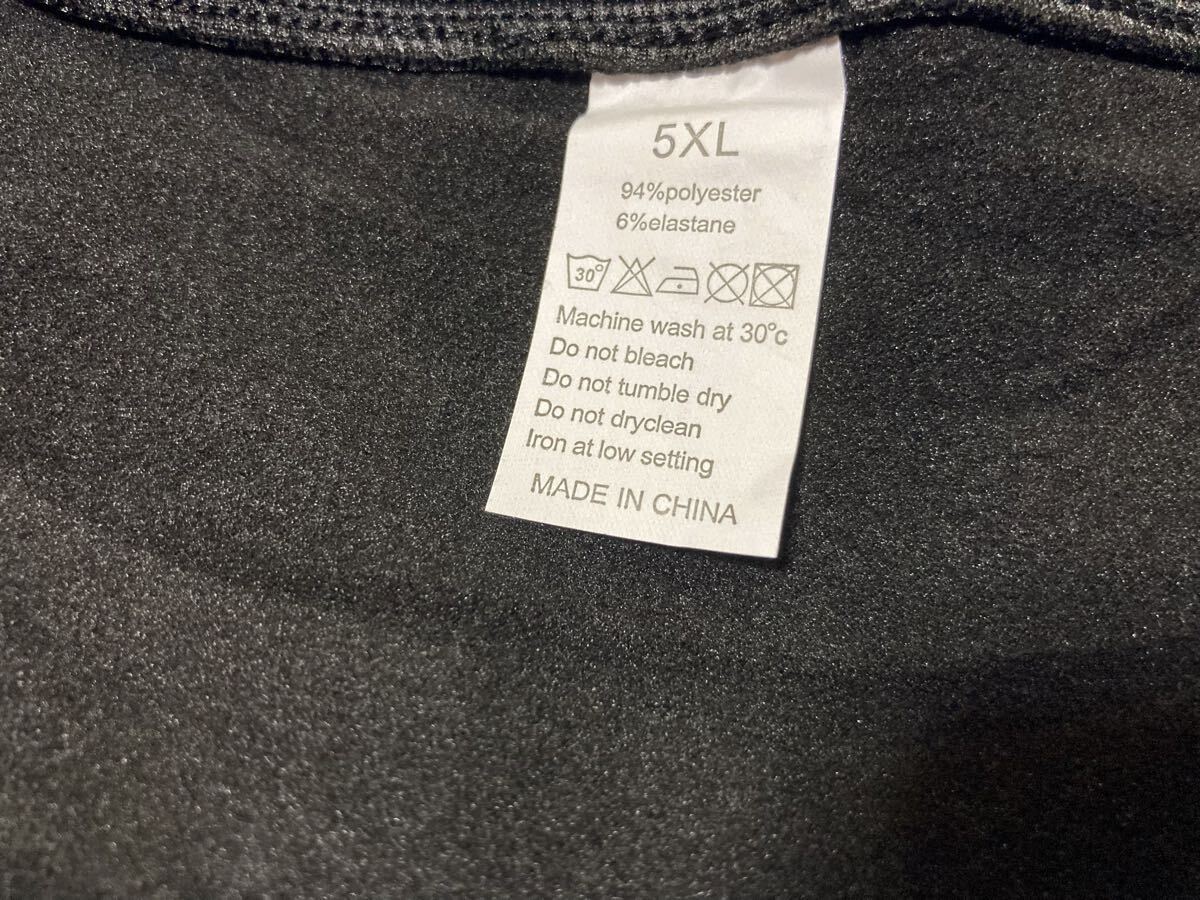 5XL
94%polyester
6%elastane
30°
Machine wash at 30°c
Do not bleach
Do not tumble dry
Do not dryclean
Iron at low setting
MADE IN CHINA